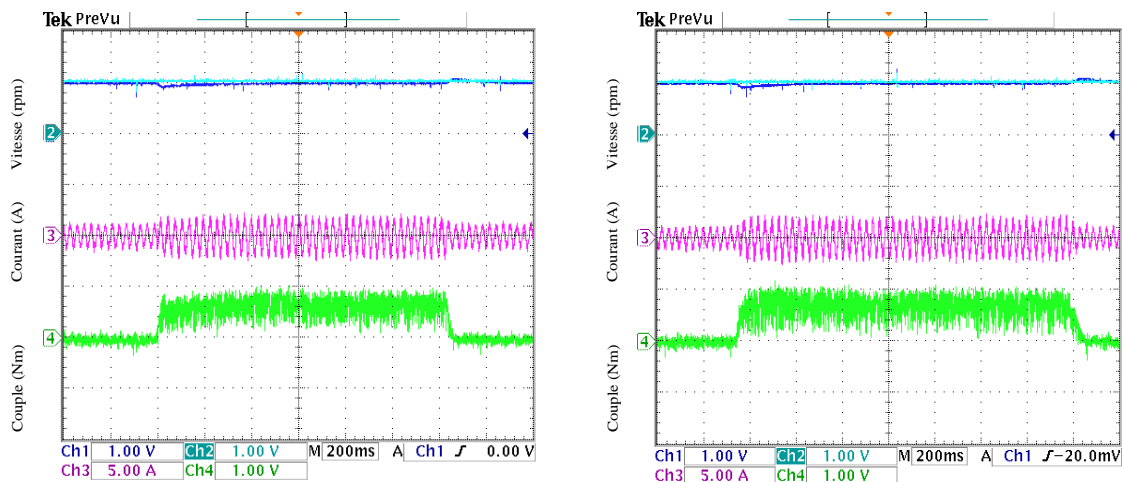 Tek PreVu
Vitesse (rpm)
Courant (A)
Couple (Nm)
2
3
4
Ch1 1.00 V Ch2 1.00 V M 200ms A Ch1 ƒ 0.00 V
Ch3 5.00 A Ch4 1.00 V
Tek PreVu
Vitesse (rpm)
Courant (A)
Couple (Nm)
2
3
4
Ch1 1.00 V Ch2 1.00 V M 200ms A Ch1 ƒ -20.0mV
Ch3 5.00 A Ch4 1.00 V